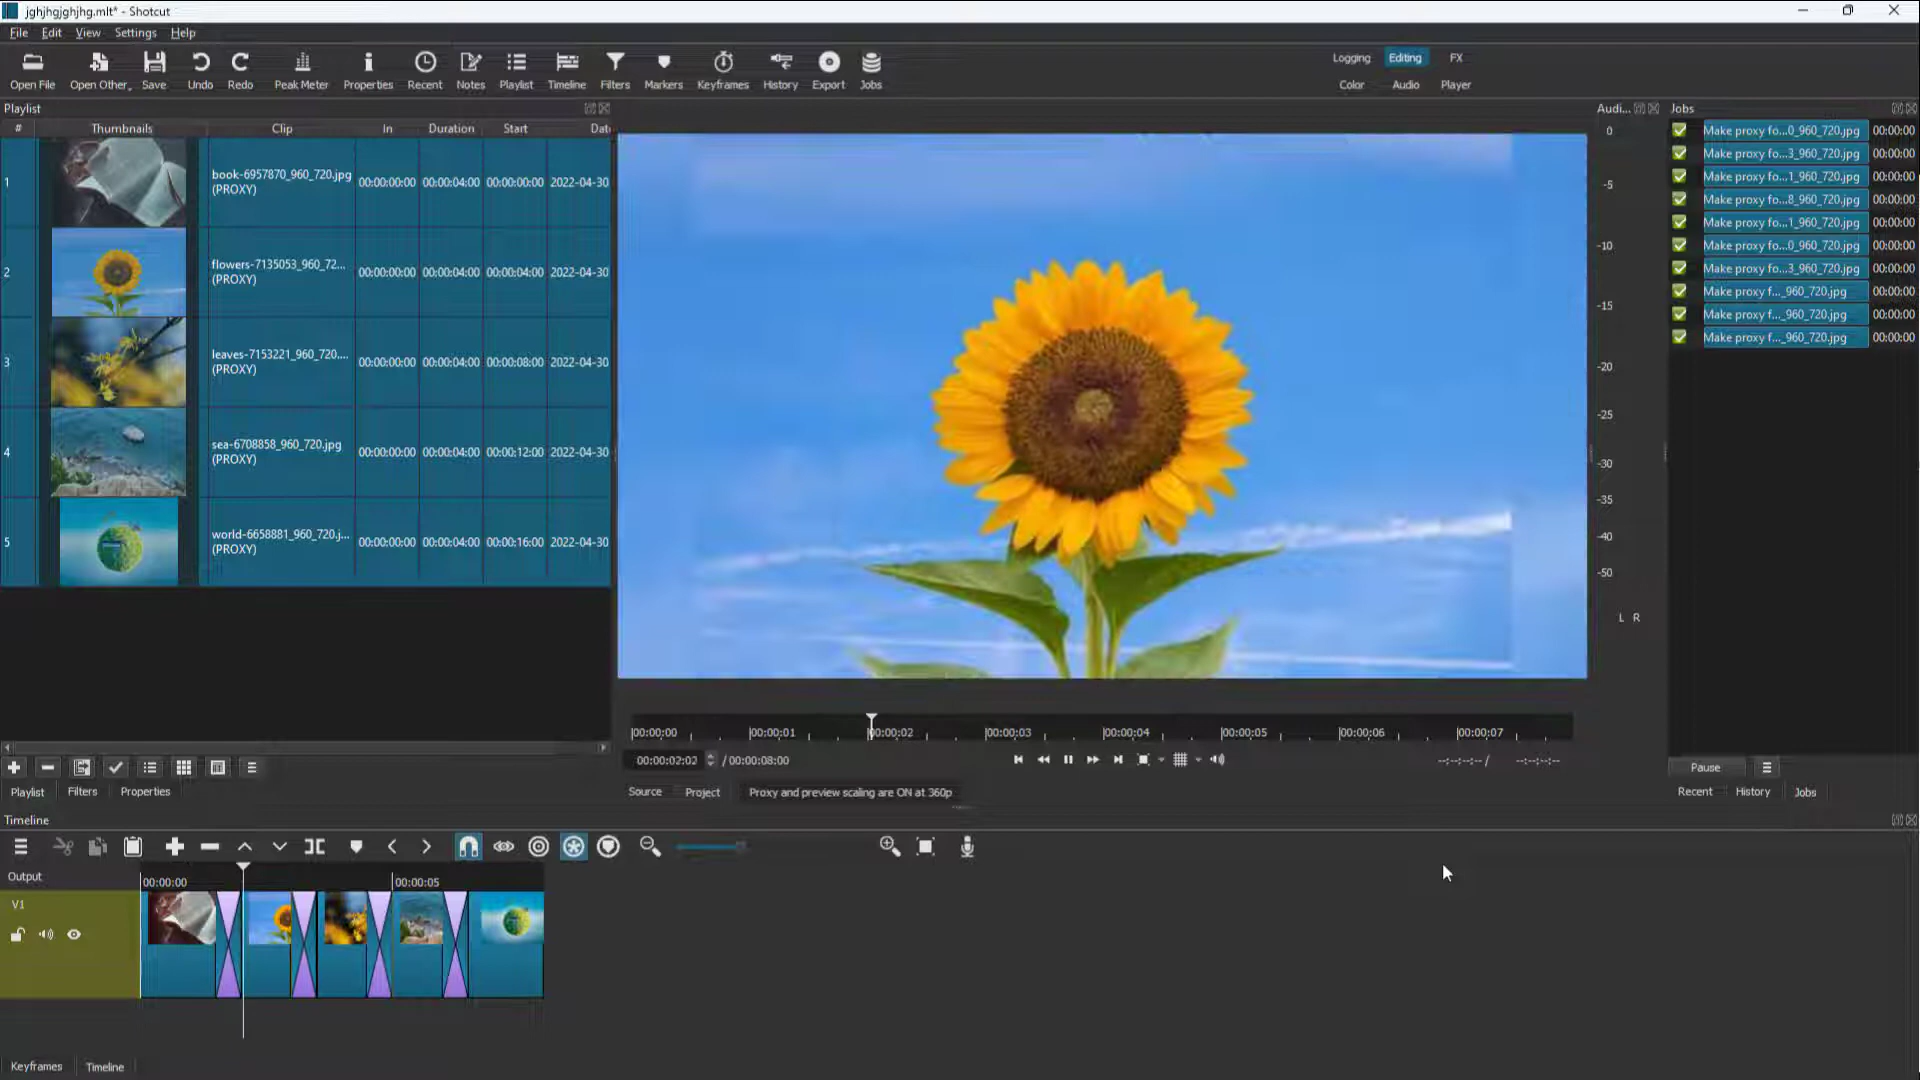 jghjhgjghjhg.mlt* - Shotcut
File Edit View Settings Help
Open File Open Other... Save Undo Redo Peak Meter Properties Recent Notes Playlist Timeline Filters Markers Keyframes History Export Jobs
Logging Editing FX
Color Audio Player
Playlist
# Thumbnails Clip In Duration Start Dat
1 book-6957870_960_720.jpg 00:00:00:00 00:00:04:00 00:00:00:00 2022-04-30
(PROXY)
2 flowers-7135053_960_72... 00:00:00:00 00:00:04:00 00:00:04:00 2022-04-30
(PROXY)
3 leaves-7153221_960_720.... 00:00:00:00 00:00:04:00 00:00:08:00 2022-04-30
(PROXY)
4 sea-6708858_960_720.jpg 00:00:00:00 00:00:04:00 00:00:12:00 2022-04-30
(PROXY)
5 world-6658881_960_720.j... 00:00:00:00 00:00:04:00 00:00:16:00 2022-04-30
(PROXY)
Playlist Filters Properties
00:00:00 00:00:01 00:00:02 00:00:03 00:00:04 00:00:05 00:00:06 00:00:07
00:00:02:02 / 00:00:08:00 --:--:--:-- / --:--:--:--
Source Project Proxy and preview scaling are ON at 360p
Audi...
0
-5
-10
-15
-20
-25
-30
-35
-40
-50
L R
Jobs
Make proxy fo...0_960_720.jpg 00:00:00
Make proxy fo...3_960_720.jpg 00:00:00
Make proxy fo...1_960_720.jpg 00:00:00
Make proxy fo...8_960_720.jpg 00:00:00
Make proxy fo...1_960_720.jpg 00:00:00
Make proxy fo...0_960_720.jpg 00:00:00
Make proxy fo...3_960_720.jpg 00:00:00
Make proxy f..._960_720.jpg 00:00:00
Make proxy f..._960_720.jpg 00:00:00
Make proxy f..._960_720.jpg 00:00:00
Pause
Recent History Jobs
Timeline
Output
00:00:00 00:00:05
V1
Keyframes Timeline